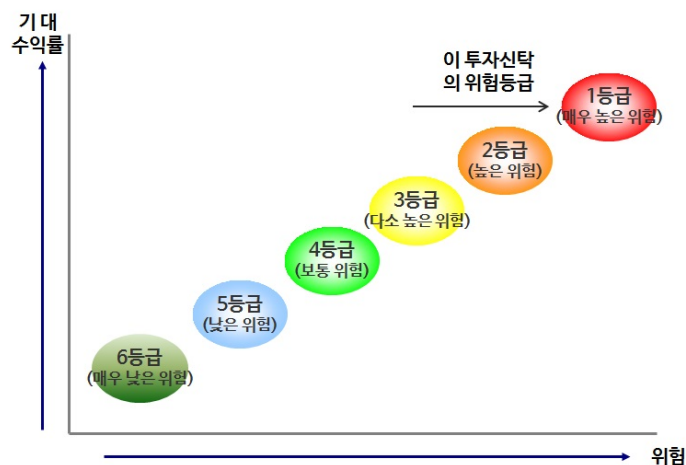 기 대
수익률
이 투자신탁
의 위험등급
1등급
(매우 높은 위험)
2등급
(높은 위험)
3등급
(다소 높은 위험)
4등급
(보통 위험)
5등급
(낮은 위험)
6등급
(매우 낮은 위험)
위험